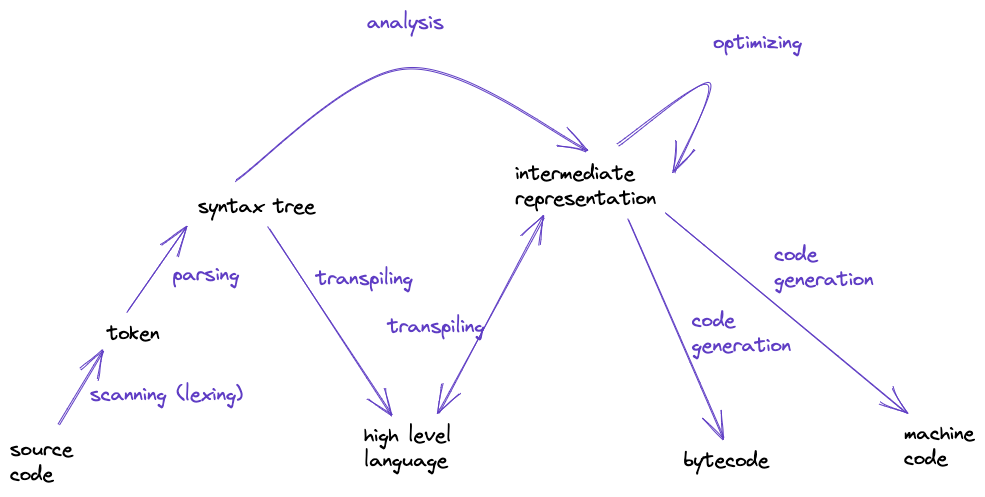 analysis
optimizing
intermediate
representation
syntax tree
parsing
transpiling
code
generation
transpiling
code
generation
token
scanning (lexing)
source
code
high level
language
bytecode
machine
code